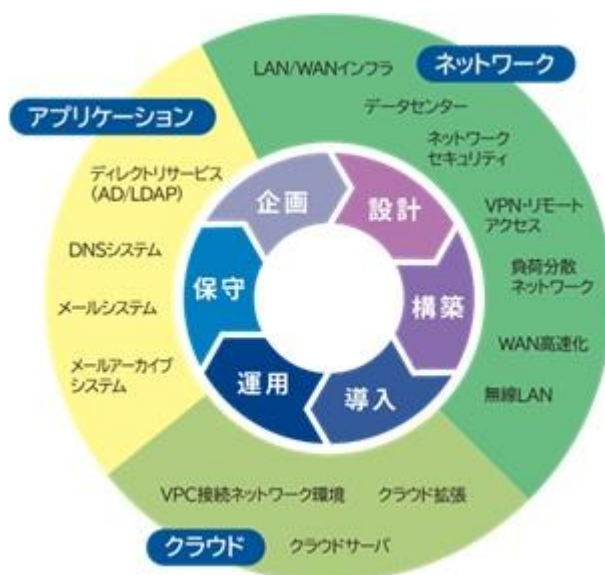 ネットワーク
LAN/WANインフラ
データセンター
ネットワーク
セキュリティ
VPN・リモート
アクセス
負荷分散
ネットワーク
WAN高速化
無線LAN
アプリケーション
ディレクトリサービス
(AD/LDAP)
DNSシステム
メールシステム
メールアーカイブ
システム
企画
設計
構築
導入
運用
保守
VPC接続ネットワーク環境
クラウド拡張
クラウド
クラウドサーバ